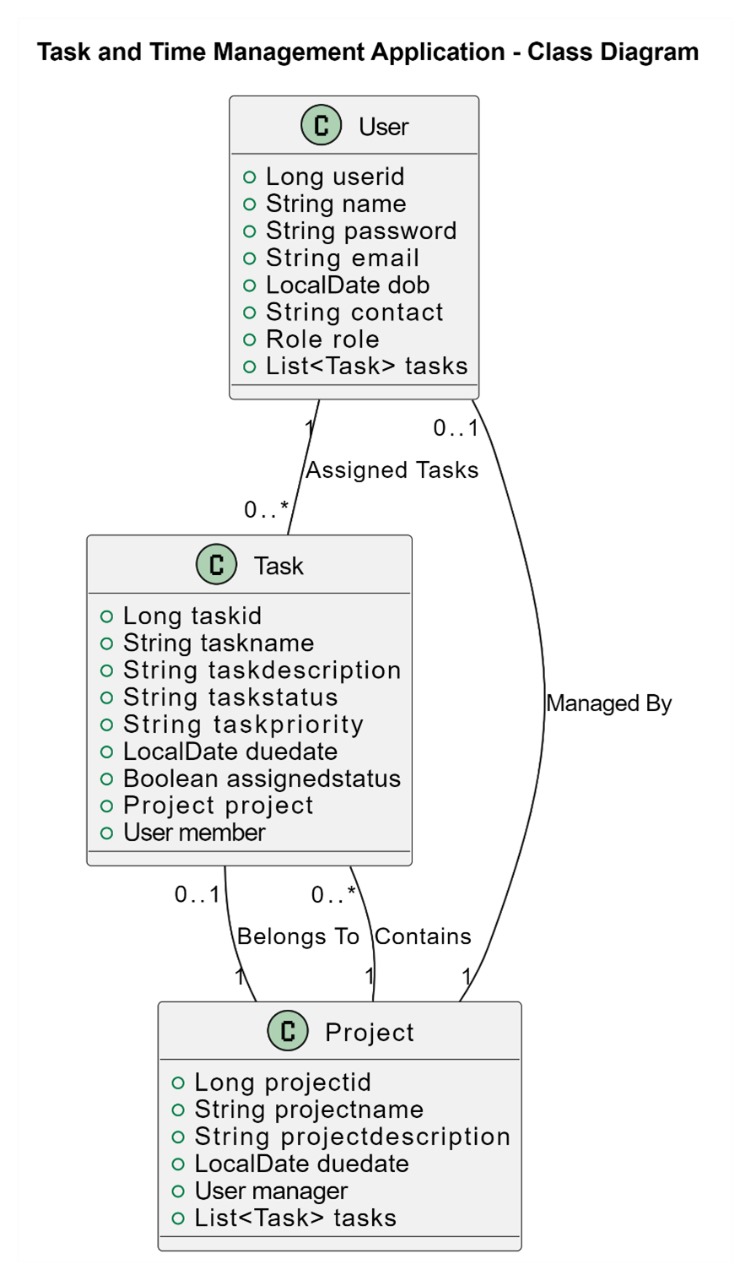 Task and Time Management Application - Class Diagram
C User
Long userid
String name
String password
String email
LocalDate dob
String contact
Role role
List<Task> tasks
1
0..1
Assigned Tasks
0..*
C Task
Long taskid
String taskname
String taskdescription
String taskstatus
String taskpriority
LocalDate duedate
Boolean assignedstatus
Project project
User member
Managed By
0..1
0..*
Belongs To
Contains
1
1
1
C Project
Long projectid
String projectname
String projectdescription
LocalDate duedate
User manager
List<Task> tasks